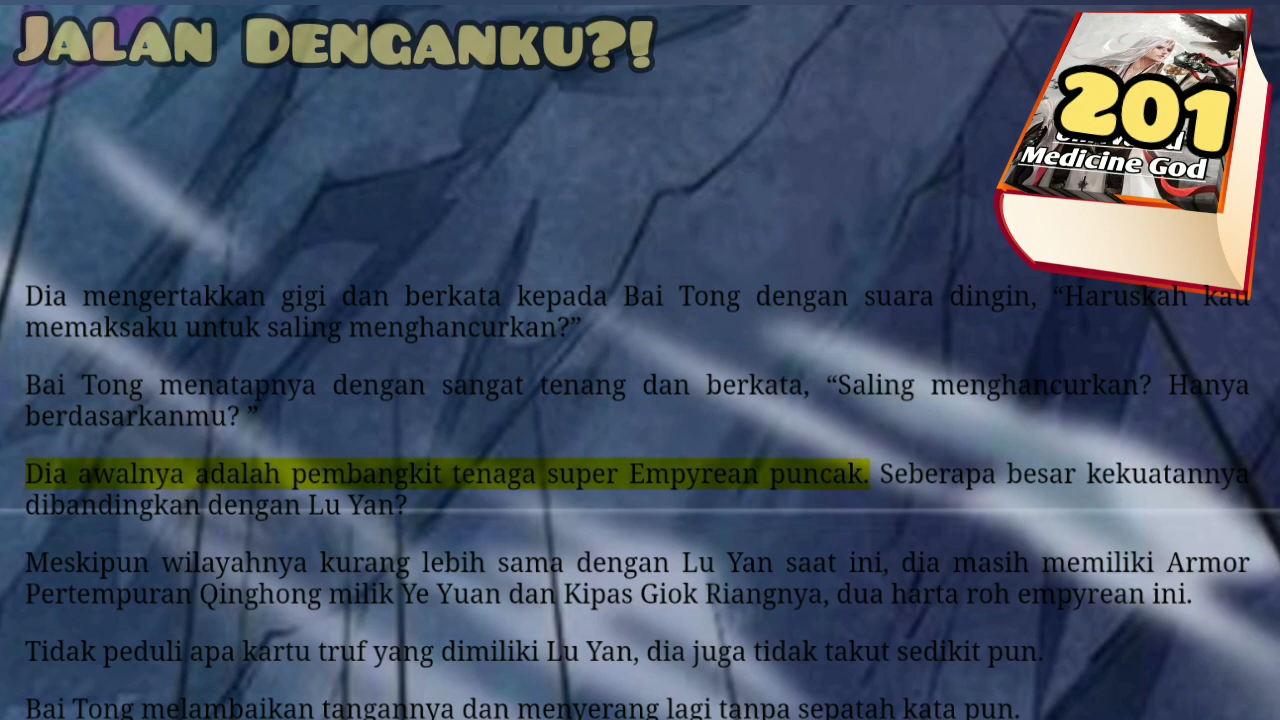 Jalan Denganku?!
201
Medicine God
Dia mengertakkan gigi dan berkata kepada Bai Tong dengan suara dingin, “Haruskah kau
memaksaku untuk saling menghancurkan?”
Bai Tong menatapnya dengan sangat tenang dan berkata, “Saling menghancurkan? Hanya
berdasarkanmu? ”
Dia awalnya adalah pembangkit tenaga super Empyrean puncak. Seberapa besar kekuatannya
dibandingkan dengan Lu Yan?
Meskipun wilayahnya kurang lebih sama dengan Lu Yan saat ini, dia masih memiliki Armor
Pertempuran Qinghong milik Ye Yuan dan Kipas Giok Riangnya, dua harta roh empyrean ini.
Tidak peduli apa kartu truf yang dimiliki Lu Yan, dia juga tidak takut sedikit pun.
Bai Tong melambaikan tangannya dan menyerang lagi tanpa sepatah kata pun.